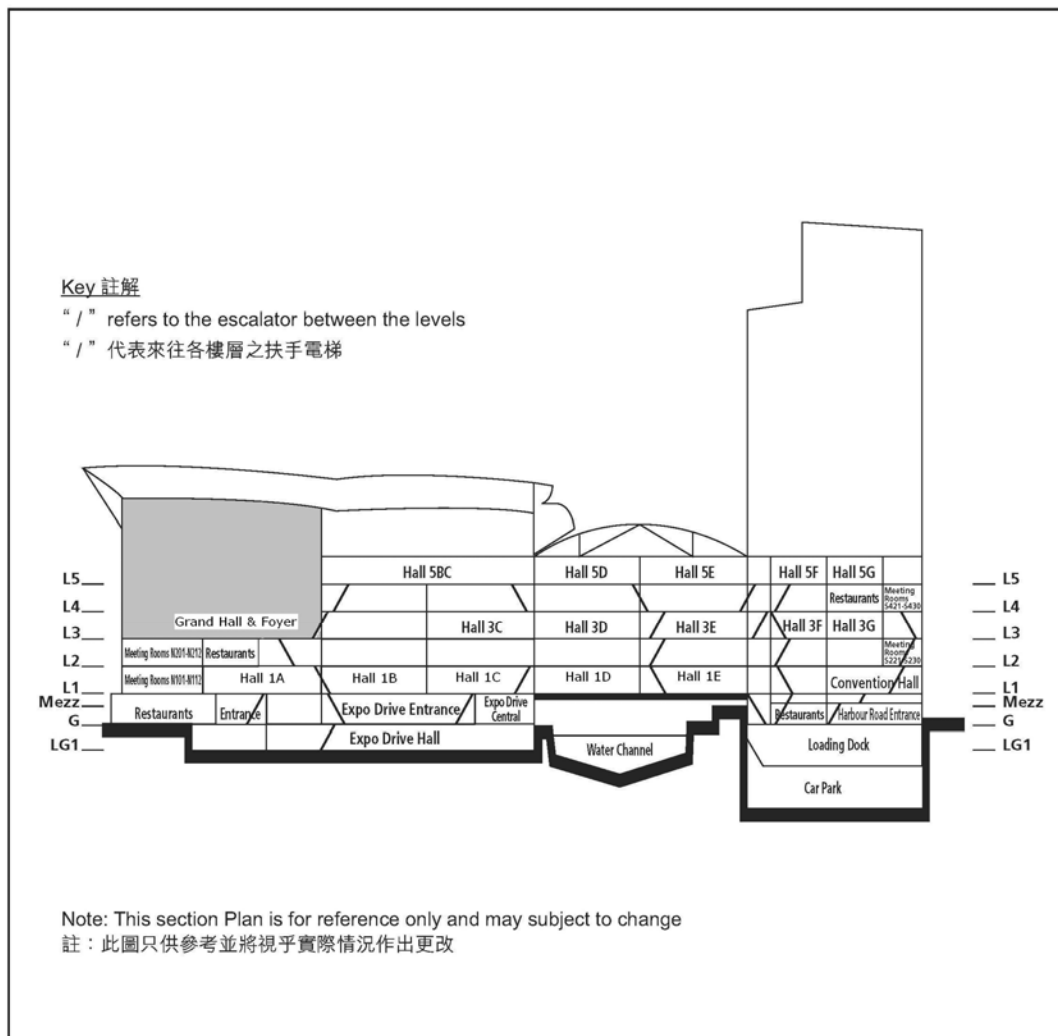 Key 註解
“ / ” refers to the escalator between the levels
“ / ” 代表來往各樓層之扶手電梯
L5 Hall 5BC Hall 5D Hall 5E Hall 5F Hall 5G L5
L4 Restaurants Meeting Rooms S421-S430 L4
L3 Grand Hall & Foyer Hall 3C Hall 3D Hall 3E Hall 3F Hall 3G L3
L2 Meeting Rooms N201-N212 Restaurants Meeting Rooms S221-S230 L2
L1 Meeting Rooms N101-N112 Hall 1A Hall 1B Hall 1C Hall 1D Hall 1E Convention Hall L1
Mezz Mezz
G Restaurants Entrance Expo Drive Entrance Expo Drive Central Restaurants Harbour Road Entrance G
LG1 Expo Drive Hall Water Channel Loading Dock LG1
Car Park
Note: This section Plan is for reference only and may subject to change
註：此圖只供參考並將視乎實際情況作出更改